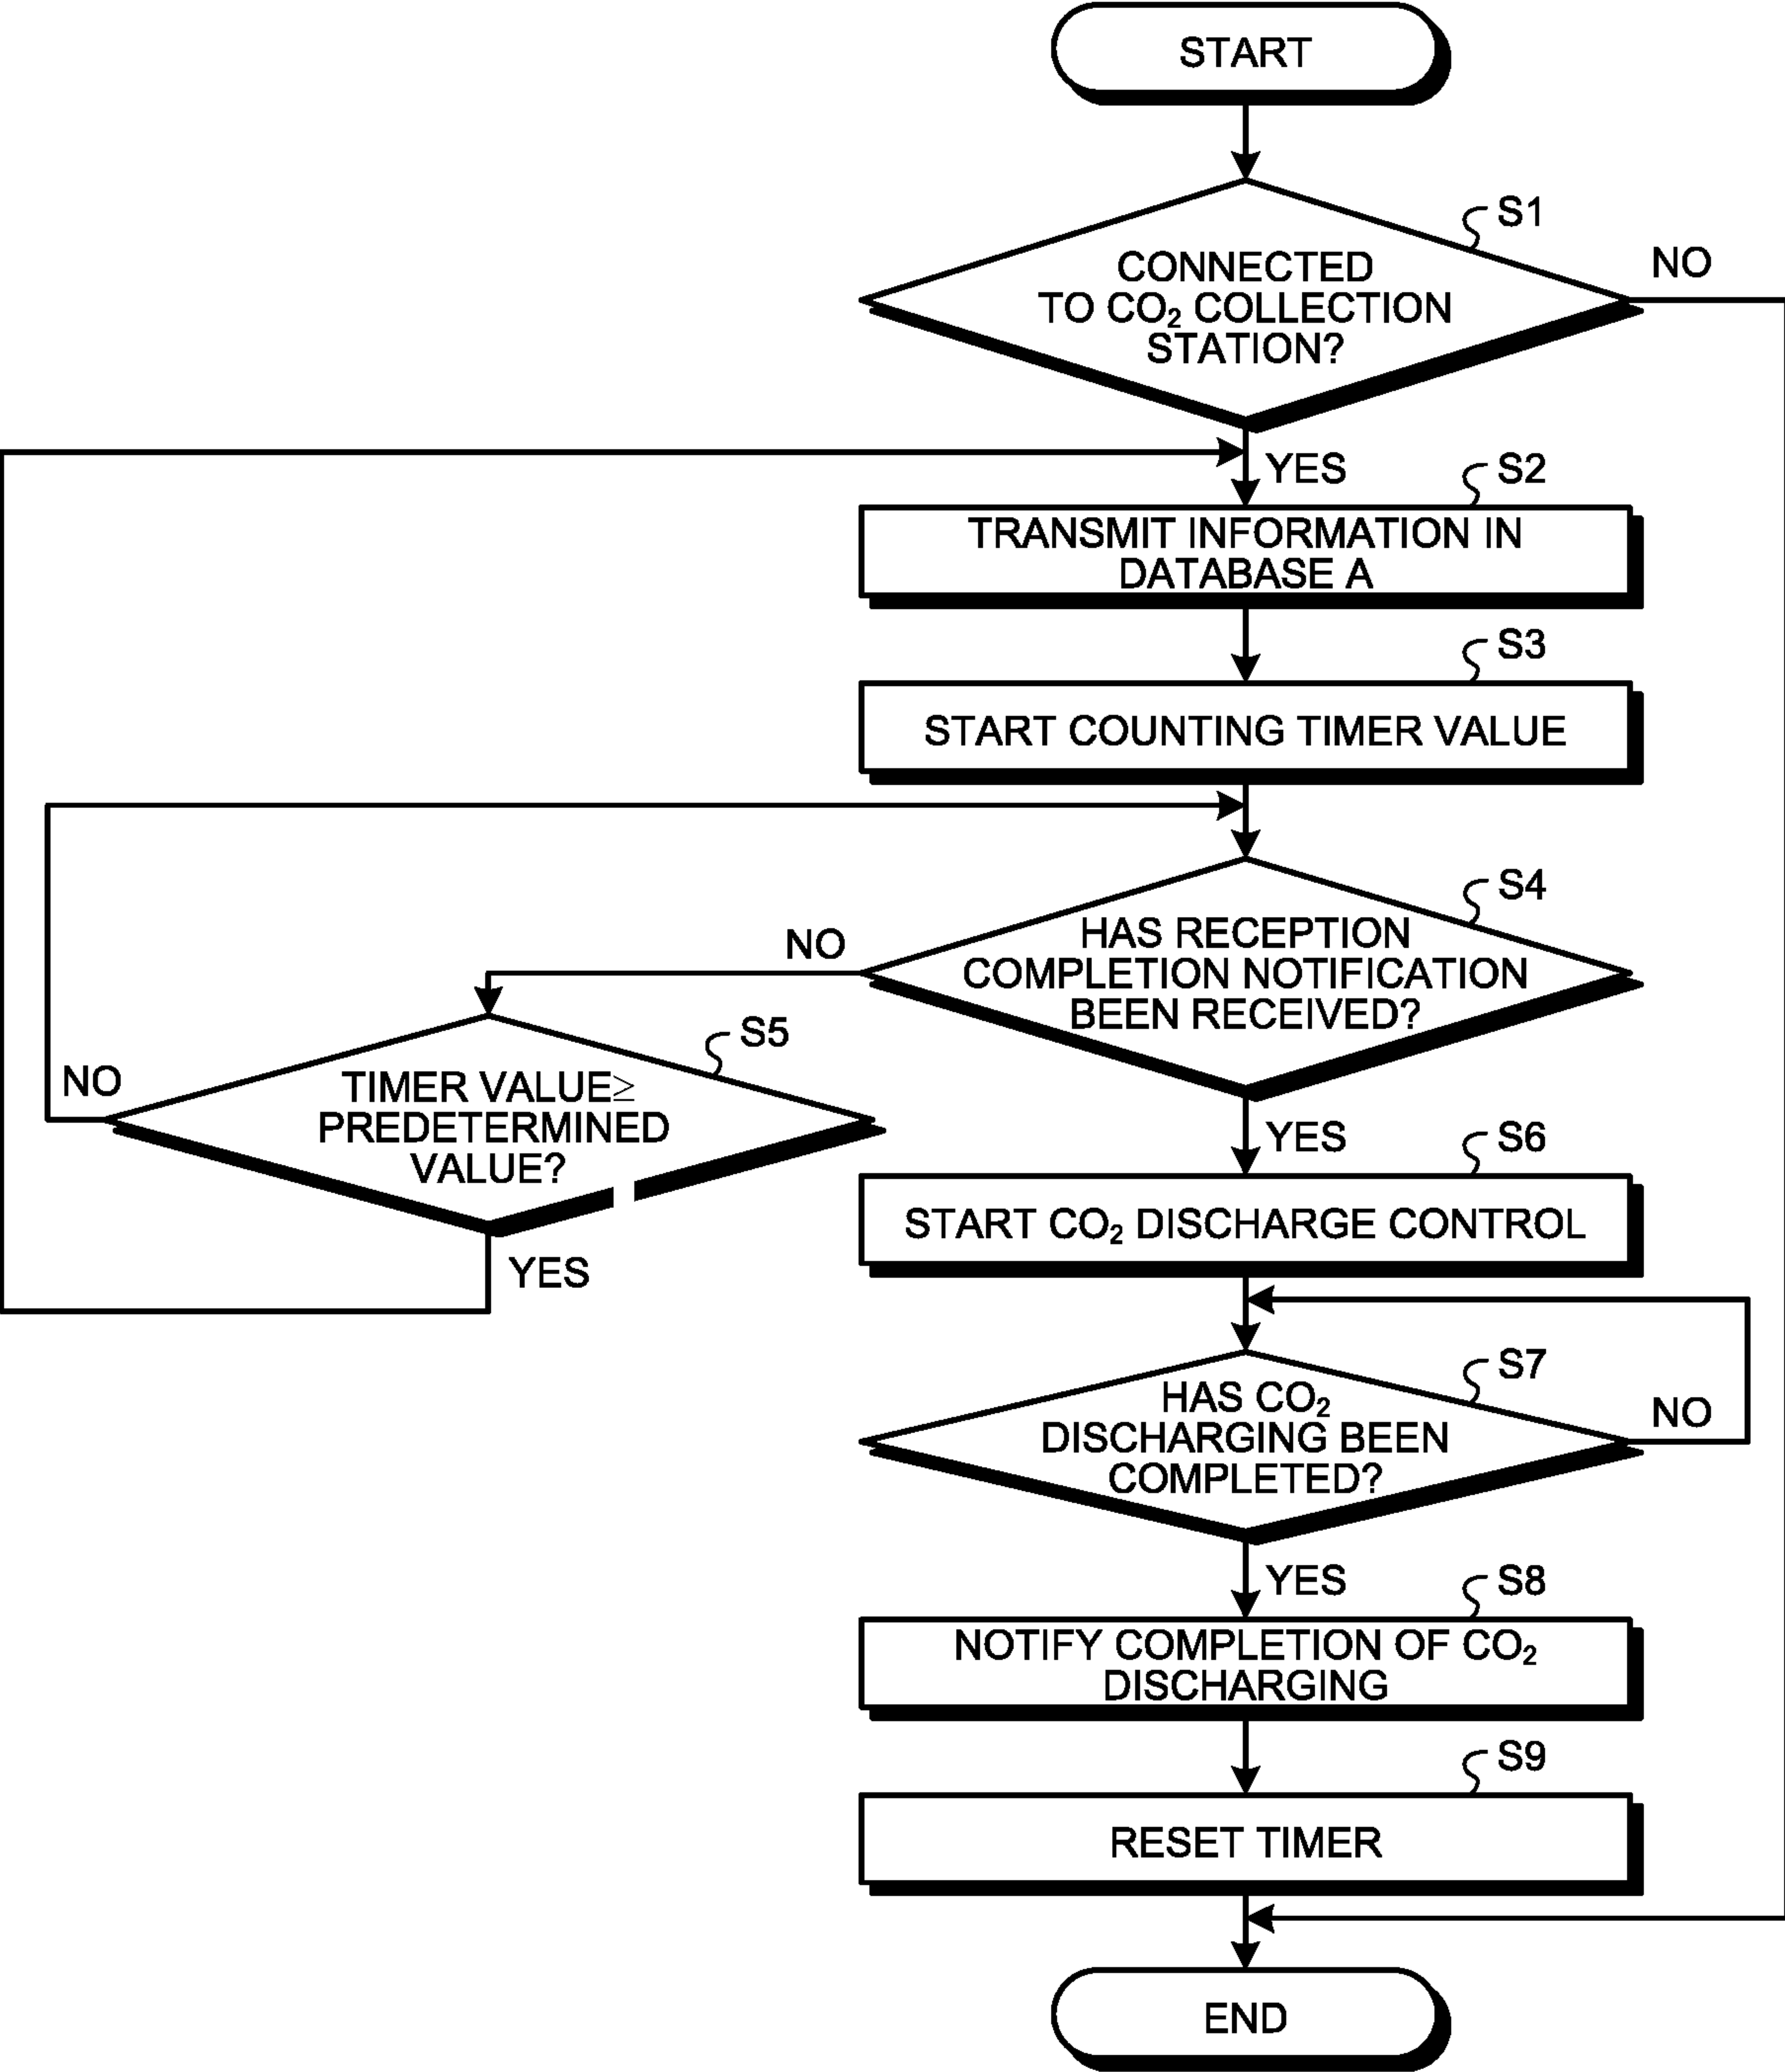 START
S1
CONNECTED
TO CO₂ COLLECTION
STATION?
NO
YES
S2
TRANSMIT INFORMATION IN
DATABASE A
S3
START COUNTING TIMER VALUE
S4
HAS RECEPTION
COMPLETION NOTIFICATION
BEEN RECEIVED?
NO
S5
TIMER VALUE≥
PREDETERMINED
VALUE?
NO
YES
YES
S6
START CO₂ DISCHARGE CONTROL
S7
HAS CO₂
DISCHARGING BEEN
COMPLETED?
NO
YES
S8
NOTIFY COMPLETION OF CO₂
DISCHARGING
S9
RESET TIMER
END